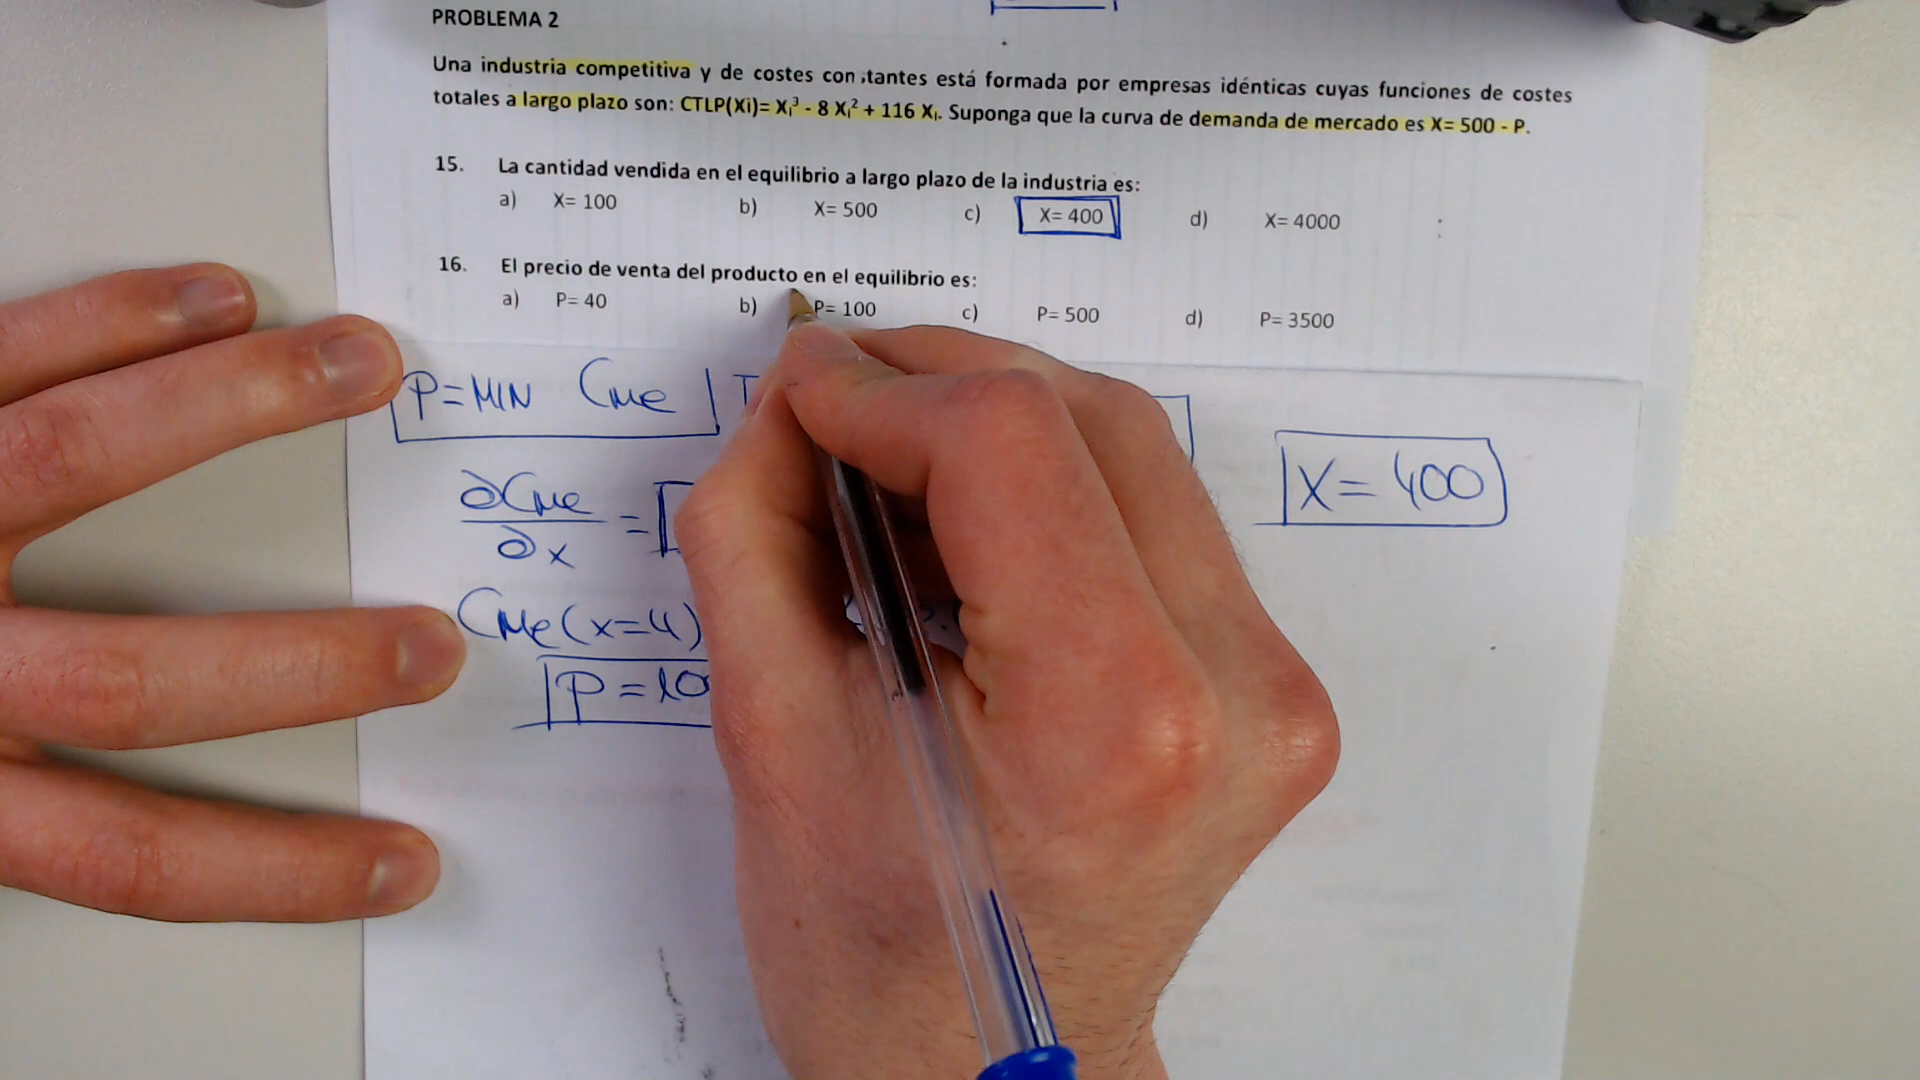 PROBLEMA 2
Una industria competitiva y de costes constantes está formada por empresas idénticas cuyas funciones de costes
totales a largo plazo son: CTLP(Xi)= Xᵢ³ - 8 Xᵢ² + 116 Xᵢ. Suponga que la curva de demanda de mercado es X= 500 - P.
15. La cantidad vendida en el equilibrio a largo plazo de la industria es:
a) X= 100 b) X= 500 c) X= 400 d) X= 4000
16. El precio de venta del producto en el equilibrio es:
a) P= 40 b) P= 100 c) P= 500 d) P= 3500
P=MIN CMe
X= 400
∂CMe
=
∂x
CMe(x=4)
P=10